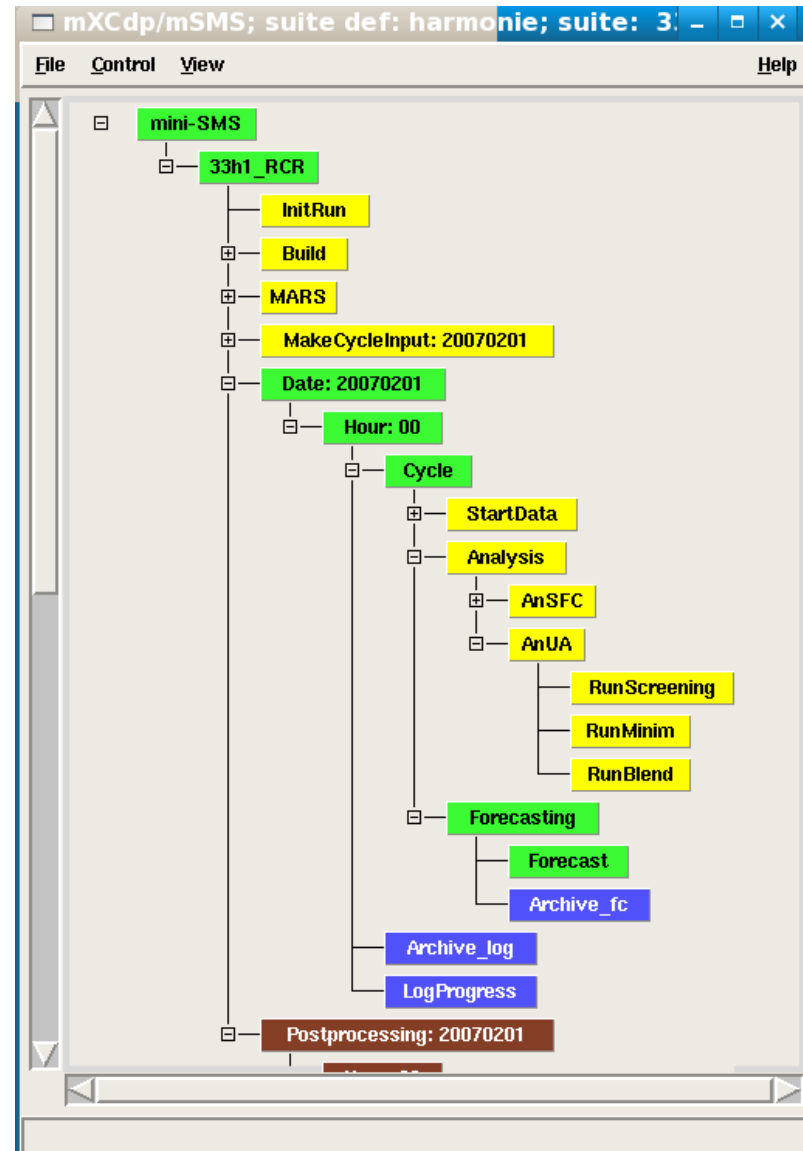 mXCdp/mSMS; suite def: harmonie; suite: 3
File Control View Help
mini-SMS
33h1_RCR
InitRun
Build
MARS
MakeCycleInput: 20070201
Date: 20070201
Hour: 00
Cycle
StartData
Analysis
AnSFC
AnUA
RunScreening
RunMinim
RunBlend
Forecasting
Forecast
Archive_fc
Archive_log
LogProgress
Postprocessing: 20070201